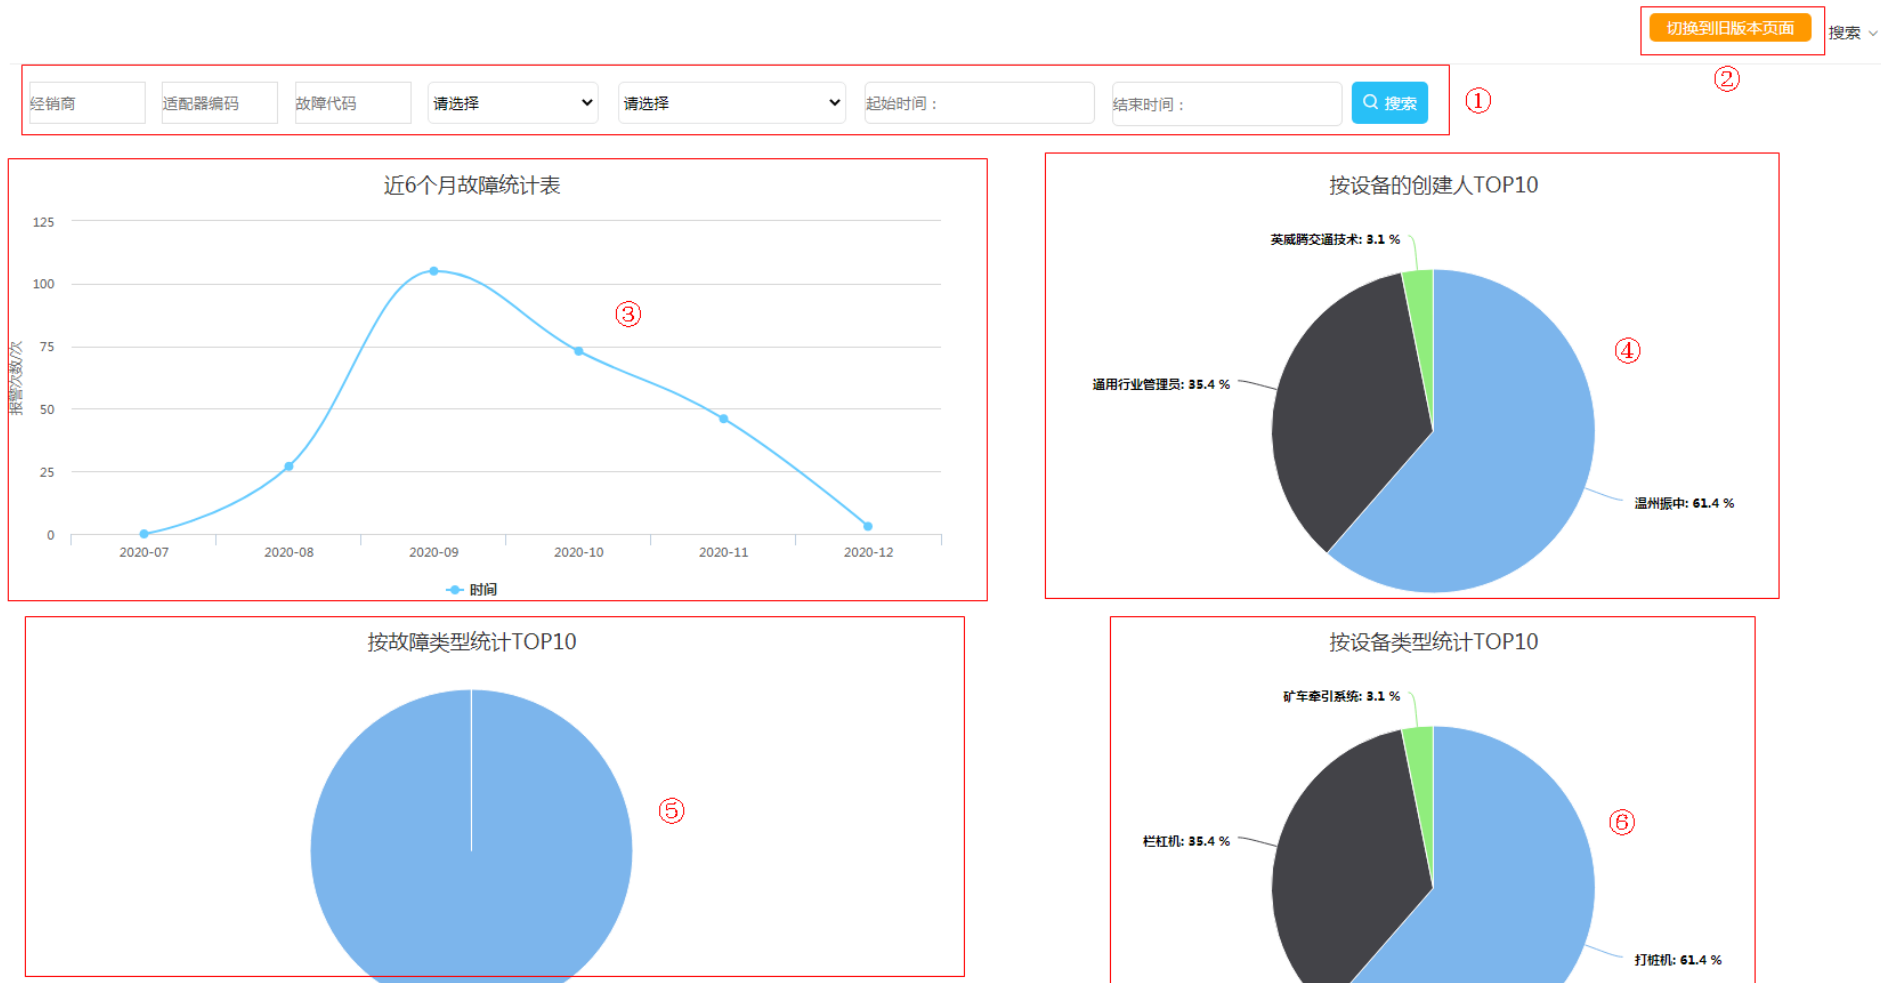 切换到旧版本页面
搜索
②
经销商
适配器编码
故障代码
请选择
请选择
起始时间：
结束时间：
搜索
①
近6个月故障统计表
125
100
75
50
25
0
报警次数/次
③
2020-07
2020-08
2020-09
2020-10
2020-11
2020-12
时间
按设备的创建人TOP10
英威腾交通技术: 3.1 %
通用行业管理员: 35.4 %
温州振中: 61.4 %
④
按故障类型统计TOP10
⑤
按设备类型统计TOP10
矿车牵引系统: 3.1 %
栏杠机: 35.4 %
打桩机: 61.4 %
⑥